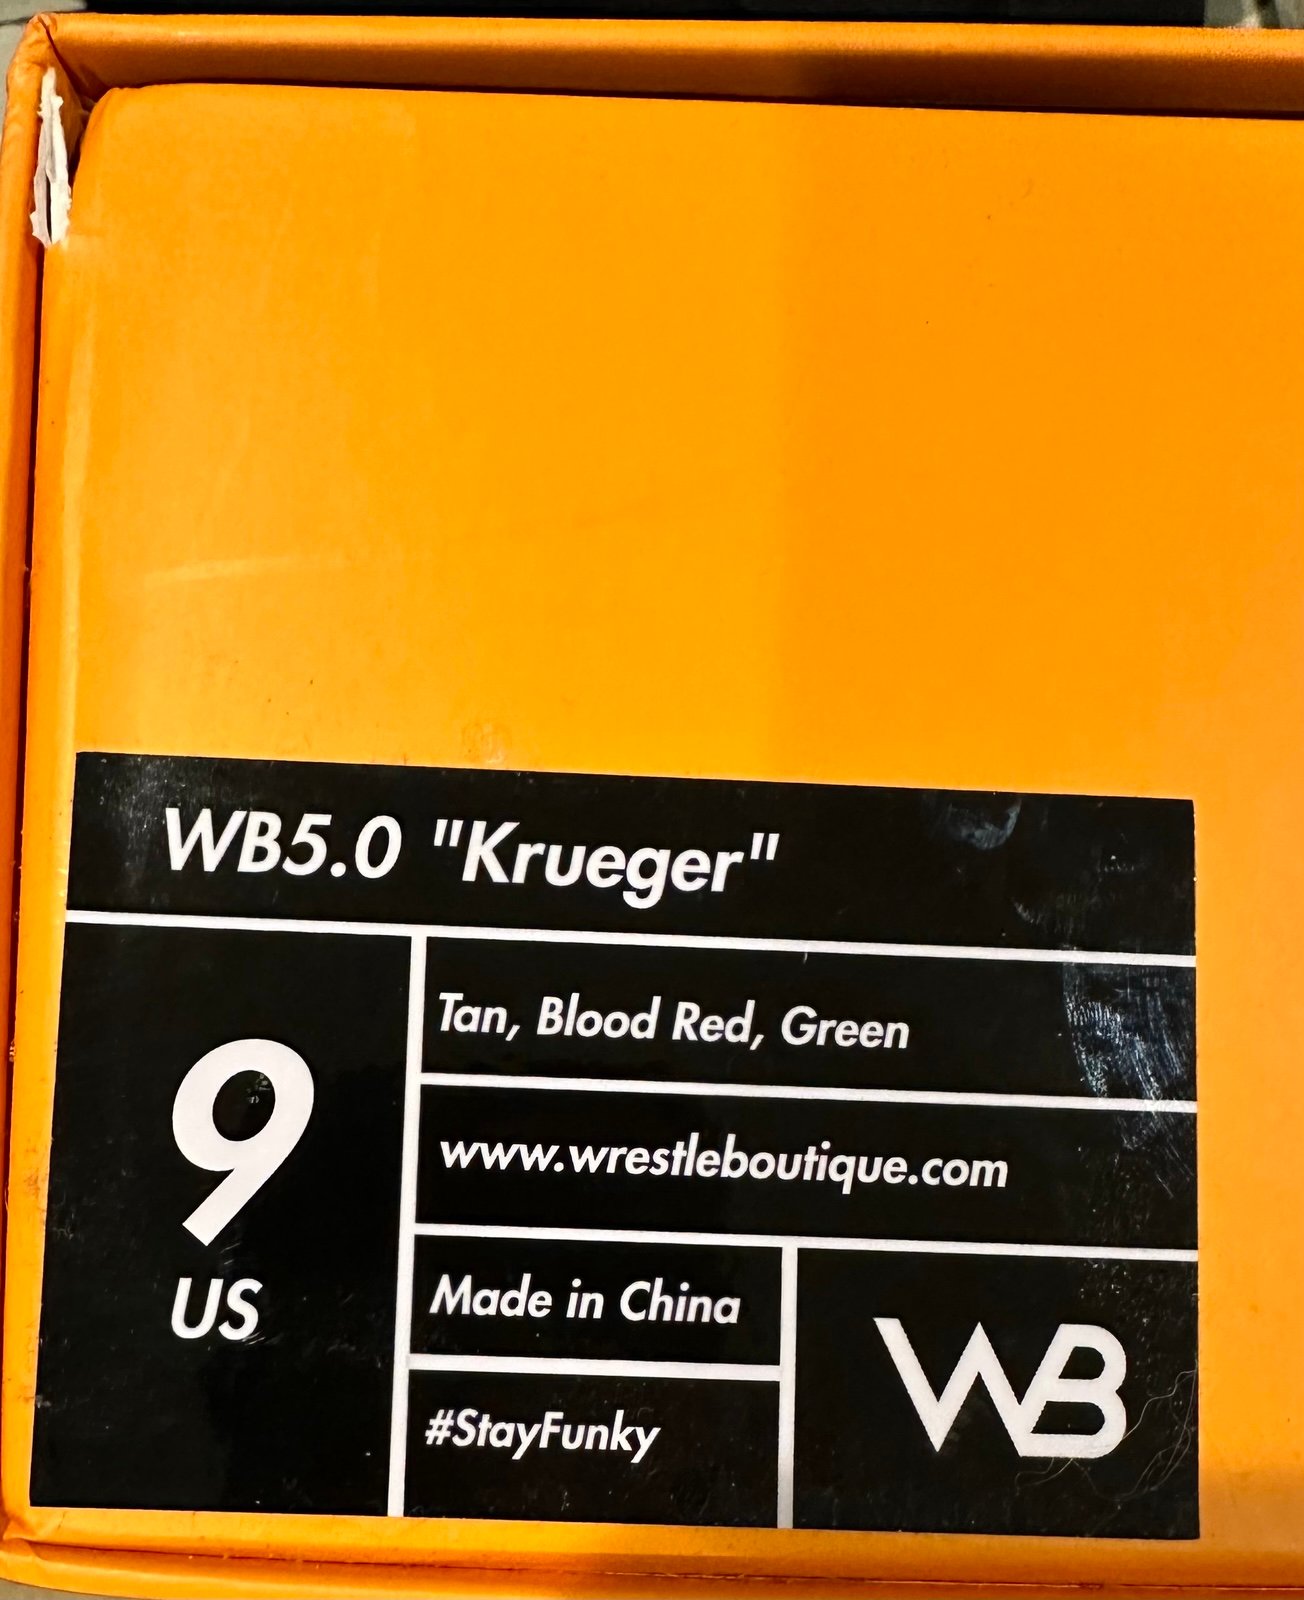 WB5.0 "Krueger"
9
US
Tan, Blood Red, Green
www.wrestleboutique.com
Made in China
#StayFunky
WB